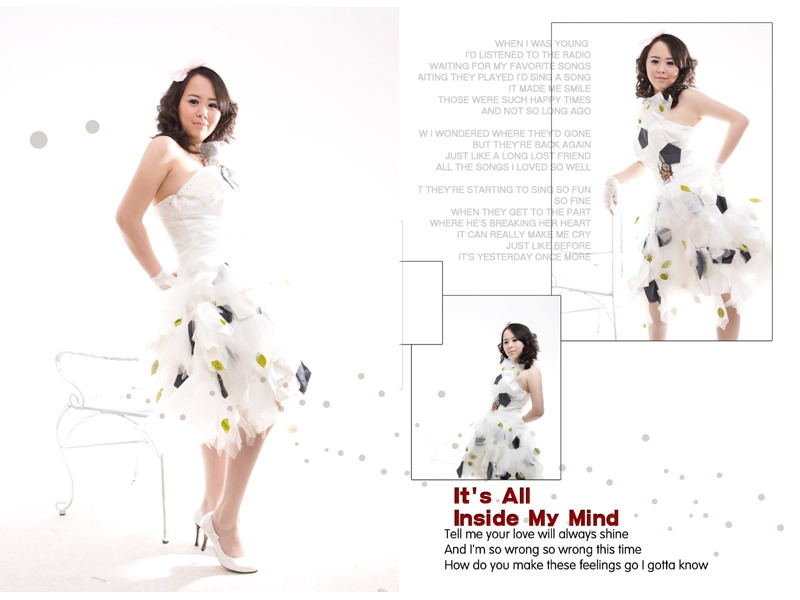 WHEN I WAS YOUNG
I'D LISTENED TO THE RADIO
WAITING FOR MY FAVORITE SONGS
AITING THEY PLAYED I'D SING A SONG
IT MADE ME SMILE
THOSE WERE SUCH HAPPY TIMES
AND NOT SO LONG AGO
W I WONDERED WHERE THEY'D GONE
BUT THEY'RE BACK AGAIN
JUST LIKE A LONG LOST FRIEND
ALL THE SONGS I LOVED SO WELL
T THEY'RE STARTING TO SING SO FUN
SO FINE
WHEN THEY GET TO THE PART
WHERE HE'S BREAKING HER HEART
IT CAN REALLY MAKE ME CRY
JUST LIKE BEFORE
IT'S YESTERDAY ONCE MORE
It's All
Inside My Mind
Tell me your love will always shine
And I'm so wrong so wrong this time
How do you make these feelings go I gotta know